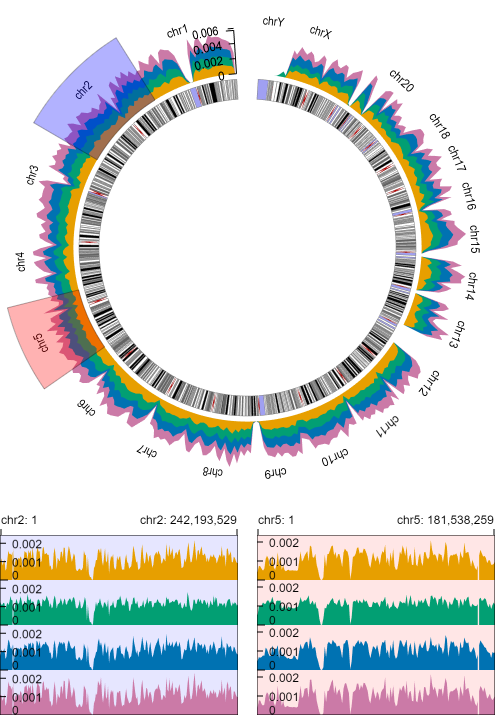 chrY
chrX
chr20
chr18
chr17
chr16
chr15
chr14
chr13
chr12
chr11
chr10
chr9
chr8
chr7
chr6
chr5
chr4
chr3
chr2
chr1
0.006
0.004
0.002
0
chr2: 1 chr2: 242,193,529
0.002
0.001
0
0.002
0.001
0
0.002
0.001
0
0.002
0.001
0
chr5: 1 chr5: 181,538,259
0.002
0.001
0
0.002
0.001
0
0.002
0.001
0
0.002
0.001
0